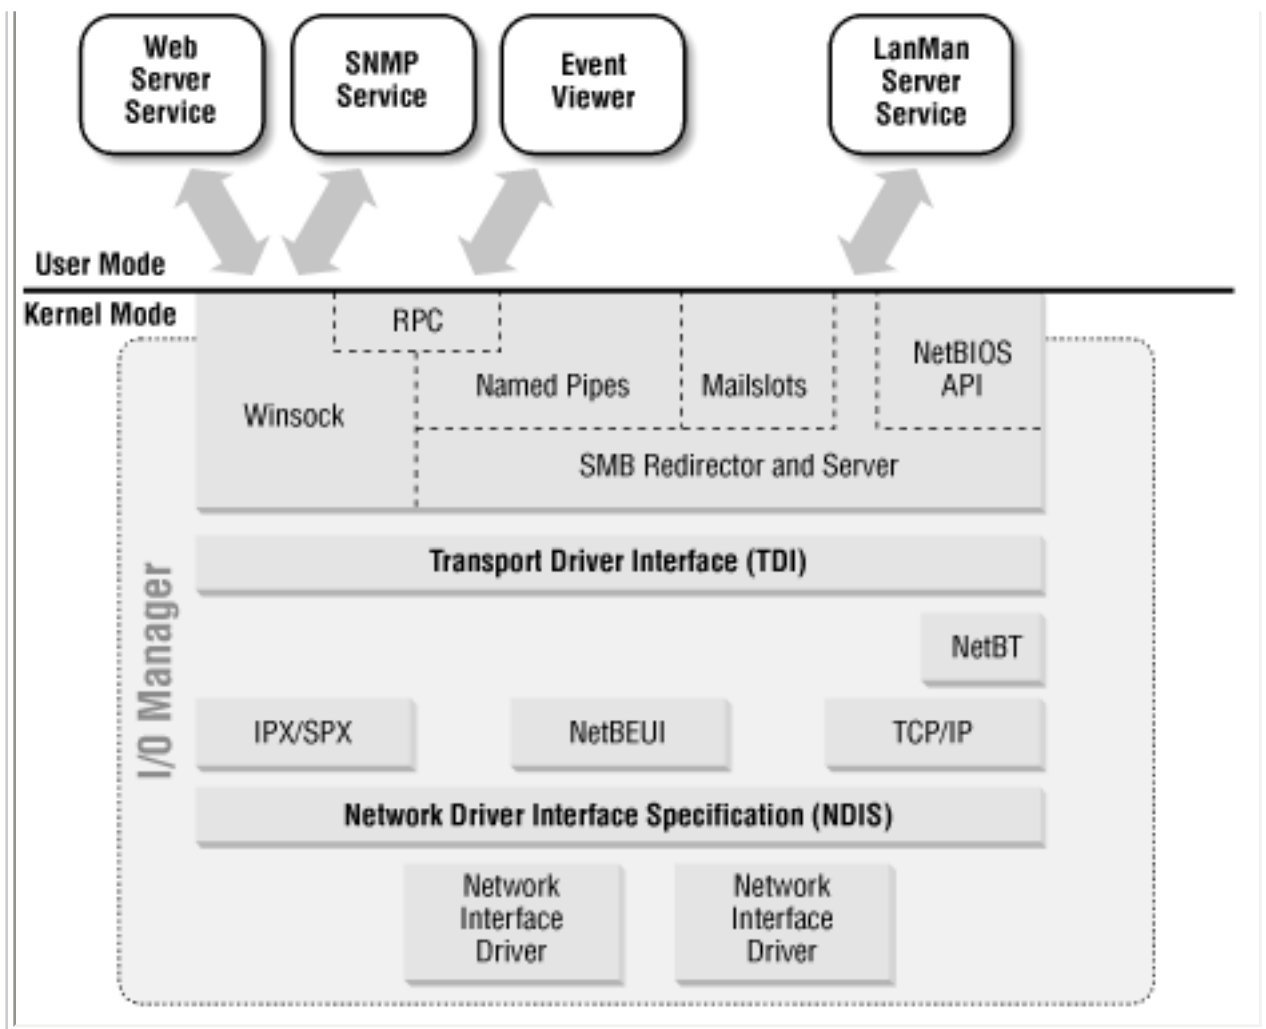 Web
Server
Service
SNMP
Service
Event
Viewer
LanMan
Server
Service
User Mode
Kernel Mode
RPC
Named Pipes
Mailslots
NetBIOS
API
Winsock
SMB Redirector and Server
I/O Manager
Transport Driver Interface (TDI)
NetBT
IPX/SPX
NetBEUI
TCP/IP
Network Driver Interface Specification (NDIS)
Network
Interface
Driver
Network
Interface
Driver